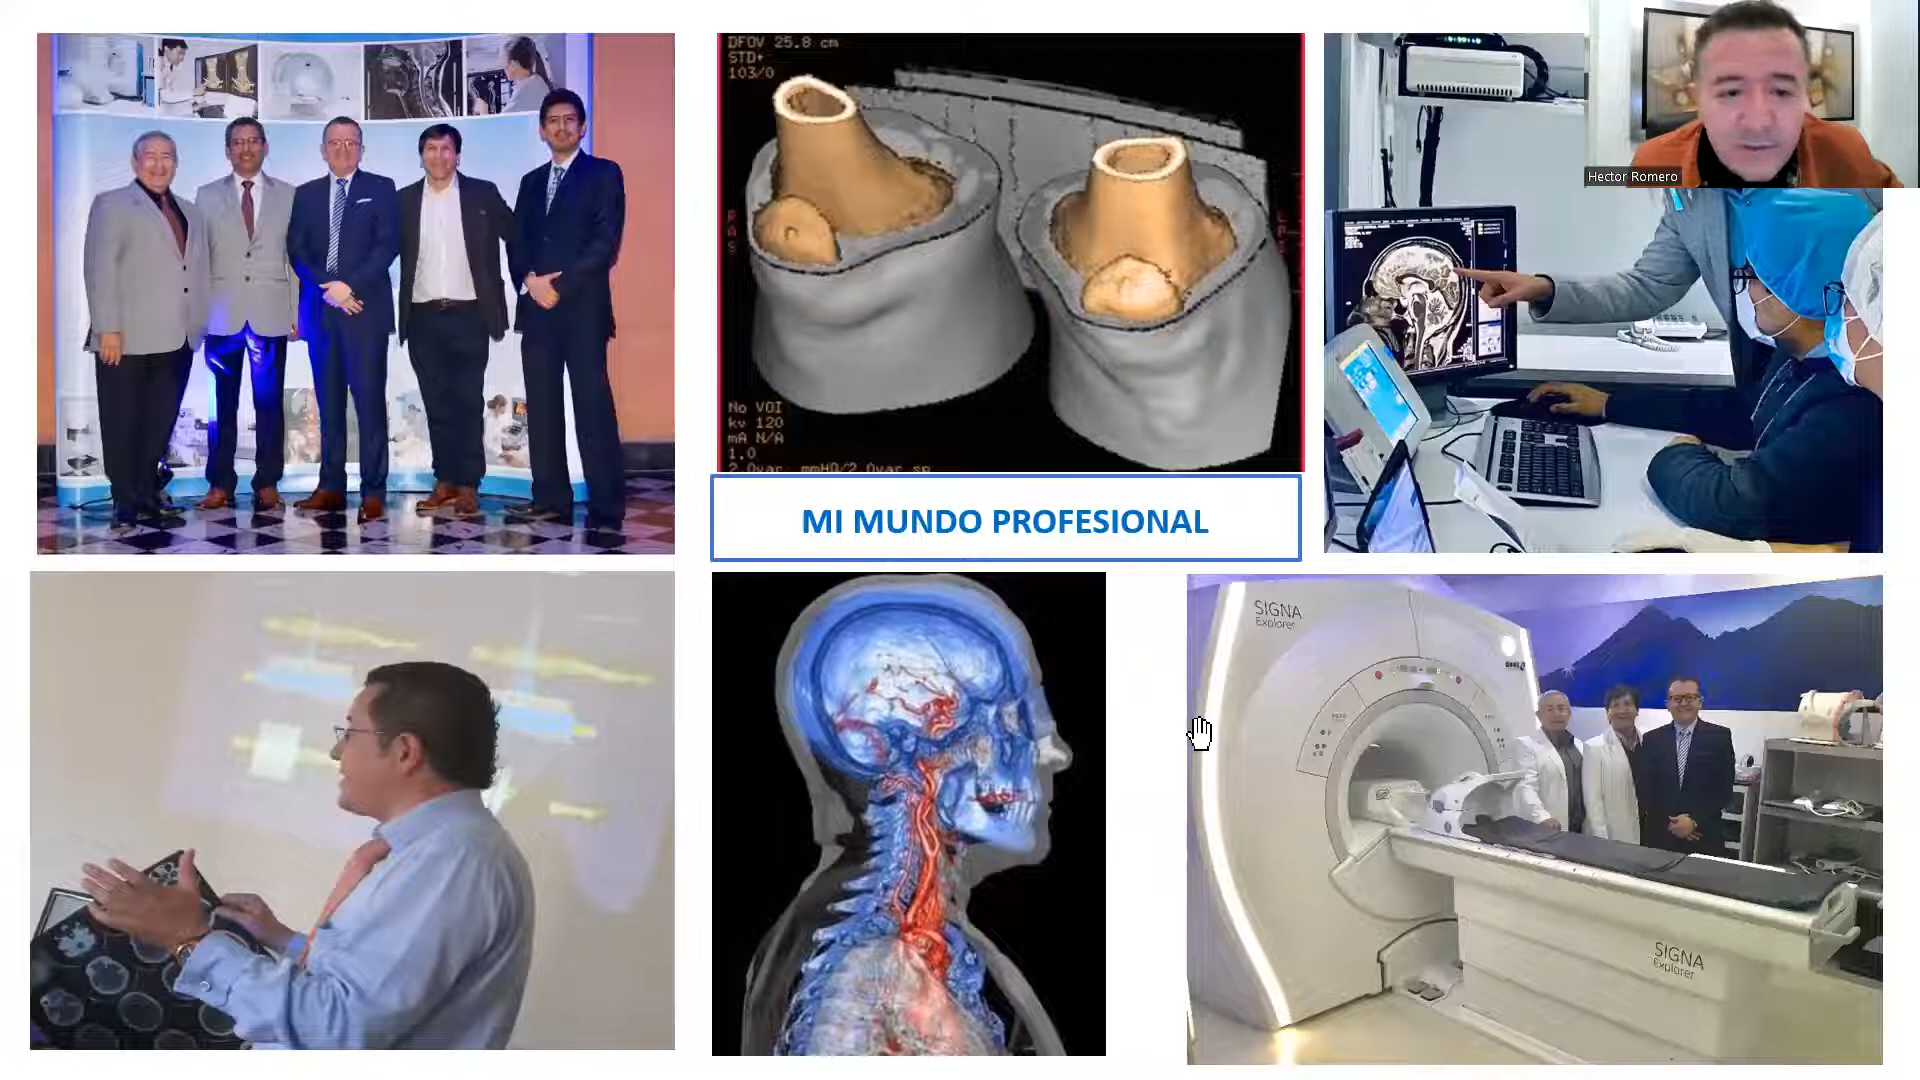 DFOV 25.8 cm
STD+
103/0
R
A
S
No VOI
kv 120
mA N/A
1.0
Hector Romero
MI MUNDO PROFESIONAL
SIGNA
Explorer
SIGNA
Explorer